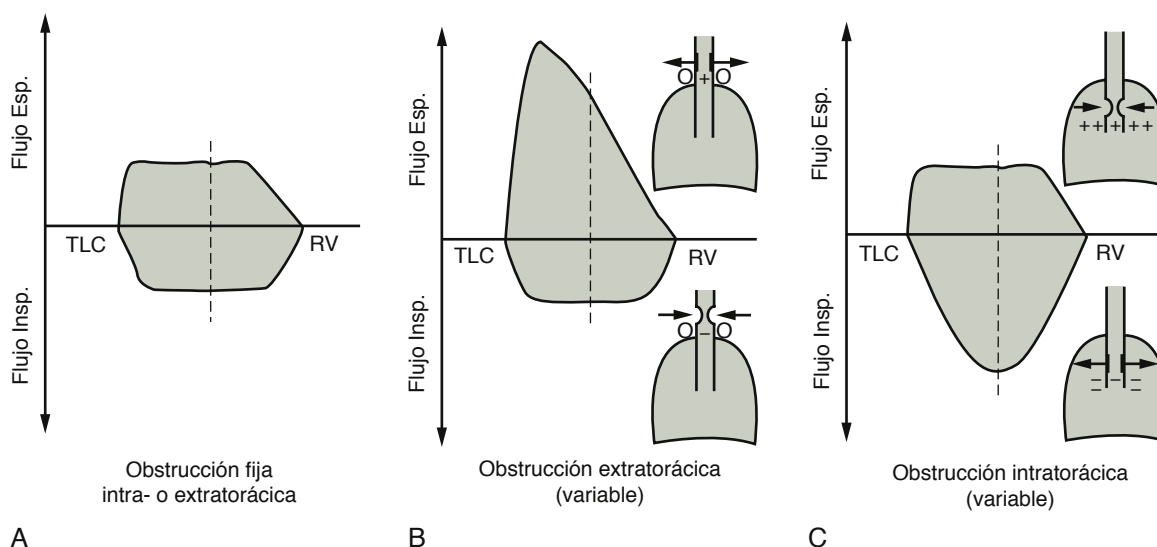 Flujo Esp.
Flujo Insp.
TLC
RV
Obstrucción fija
intra- o extratorácica
A
Flujo Esp.
Flujo Insp.
TLC
RV
O + O
O – O
Obstrucción extratorácica
(variable)
B
Flujo Esp.
Flujo Insp.
TLC
RV
++ + ++
Obstrucción intratorácica
(variable)
C